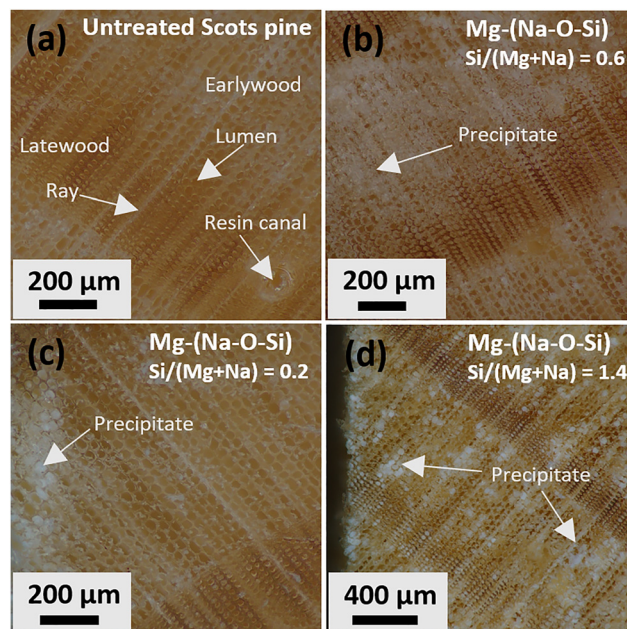 (a)
Untreated Scots pine
Earlywood
Latewood
Lumen
Ray
Resin canal
200 µm
(b)
Mg-(Na-O-Si)
Si/(Mg+Na) = 0.6
Precipitate
200 µm
(c)
Mg-(Na-O-Si)
Si/(Mg+Na) = 0.2
Precipitate
200 µm
(d)
Mg-(Na-O-Si)
Si/(Mg+Na) = 1.4
Precipitate
400 µm